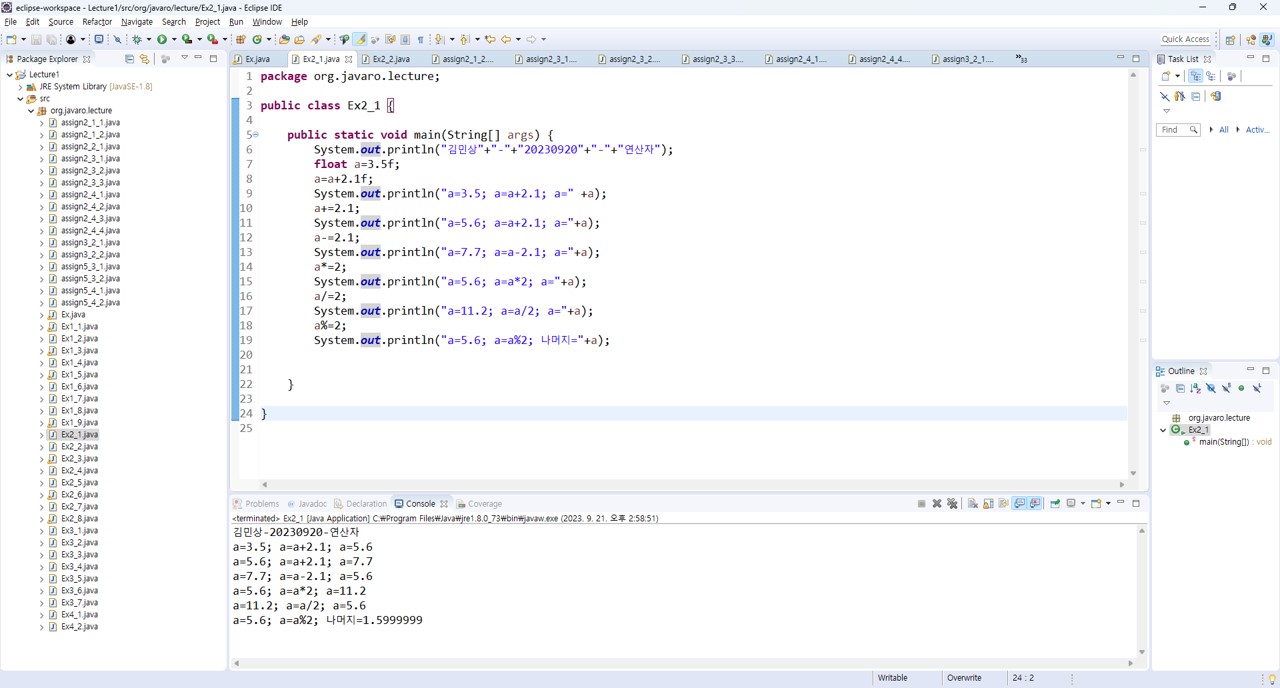 eclipse-workspace - Lecture1/src/org/javaro/lecture/Ex2_1.java - Eclipse IDE
File Edit Source Refactor Navigate Search Project Run Window Help
Quick Access
Package Explorer
Lecture1
JRE System Library [JavaSE-1.8]
src
org.javaro.lecture
assign2_1_1.java
assign2_1_2.java
assign2_2_1.java
assign2_3_1.java
assign2_3_2.java
assign2_3_3.java
assign2_4_1.java
assign2_4_2.java
assign2_4_3.java
assign2_4_4.java
assign3_2_1.java
assign3_2_2.java
assign5_3_1.java
assign5_3_2.java
assign5_4_1.java
assign5_4_2.java
Ex.java
Ex1_1.java
Ex1_2.java
Ex1_3.java
Ex1_4.java
Ex1_5.java
Ex1_6.java
Ex1_7.java
Ex1_8.java
Ex1_9.java
Ex2_1.java
Ex2_2.java
Ex2_3.java
Ex2_4.java
Ex2_5.java
Ex2_6.java
Ex2_7.java
Ex2_8.java
Ex3_1.java
Ex3_2.java
Ex3_3.java
Ex3_4.java
Ex3_5.java
Ex3_6.java
Ex3_7.java
Ex4_1.java
Ex4_2.java
Ex.java Ex2_1.java Ex2_2.java assign2_1_2.... assign2_3_1.... assign2_3_2.... assign2_3_3.... assign2_4_1.... assign2_4_4.... assign3_2_1.... »33
1 package org.javaro.lecture;
2
3 public class Ex2_1 {
4
5 public static void main(String[] args) {
6 System.out.println("김민상"+"-"+"20230920"+"-"+"연산자");
7 float a=3.5f;
8 a=a+2.1f;
9 System.out.println("a=3.5; a=a+2.1; a=" +a);
10 a+=2.1;
11 System.out.println("a=5.6; a=a+2.1; a="+a);
12 a-=2.1;
13 System.out.println("a=7.7; a=a-2.1; a="+a);
14 a*=2;
15 System.out.println("a=5.6; a=a*2; a="+a);
16 a/=2;
17 System.out.println("a=11.2; a=a/2; a="+a);
18 a%=2;
19 System.out.println("a=5.6; a=a%2; 나머지="+a);
20
21
22 }
23
24 }
25
Problems Javadoc Declaration Console Coverage
<terminated> Ex2_1 [Java Application] C:₩Program Files₩Java₩jre1.8.0_73₩bin₩javaw.exe (2023. 9. 21. 오후 2:58:51)
김민상-20230920-연산자
a=3.5; a=a+2.1; a=5.6
a=5.6; a=a+2.1; a=7.7
a=7.7; a=a-2.1; a=5.6
a=5.6; a=a*2; a=11.2
a=11.2; a=a/2; a=5.6
a=5.6; a=a%2; 나머지=1.5999999
Task List
Find All Activ...
Outline
org.javaro.lecture
Ex2_1
main(String[]) : void
Writable Overwrite 24 : 2